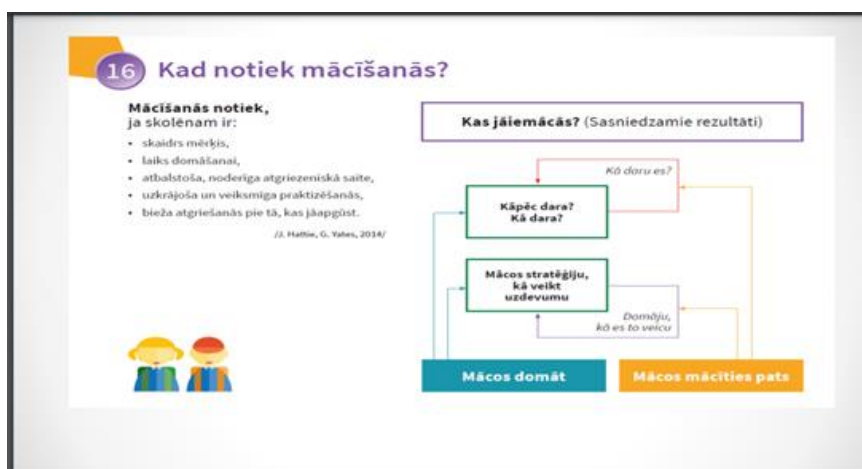 16 Kad notiek mācīšanās?
Mācīšanās notiek,
ja skolēnam ir:
• skaidrs mērķis,
• laiks domāšanai,
• atbalstoša, noderīga atgriezeniskā saite,
• uzkrājoša un veiksmīga praktizēšanās,
• bieža atgriešanās pie tā, kas jāapgūst.
/J. Hattie, G. Yates, 2014/
Kas jāiemācās? (Sasniedzamie rezultāti)
Kā daru es?
Kāpēc dara?
Kā dara?
Mācos stratēģiju,
kā veikt
uzdevumu
Domāju,
kā es to veicu
Mācos domāt
Mācos mācīties pats